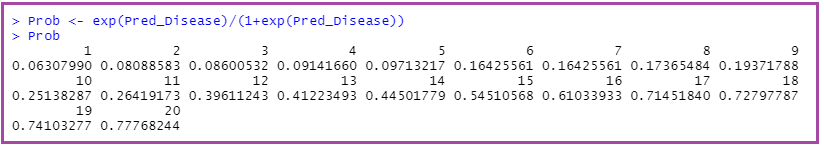 > Prob <- exp(Pred_Disease)/(1+exp(Pred_Disease))
> Prob
1 2 3 4 5 6 7 8 9
0.06307990 0.08088583 0.08600532 0.09141660 0.09713217 0.16425561 0.16425561 0.17365484 0.19371788
10 11 12 13 14 15 16 17 18
0.25138287 0.26419173 0.39611243 0.41223493 0.44501779 0.54510568 0.61033933 0.71451840 0.72797787
19 20
0.74103277 0.77768244